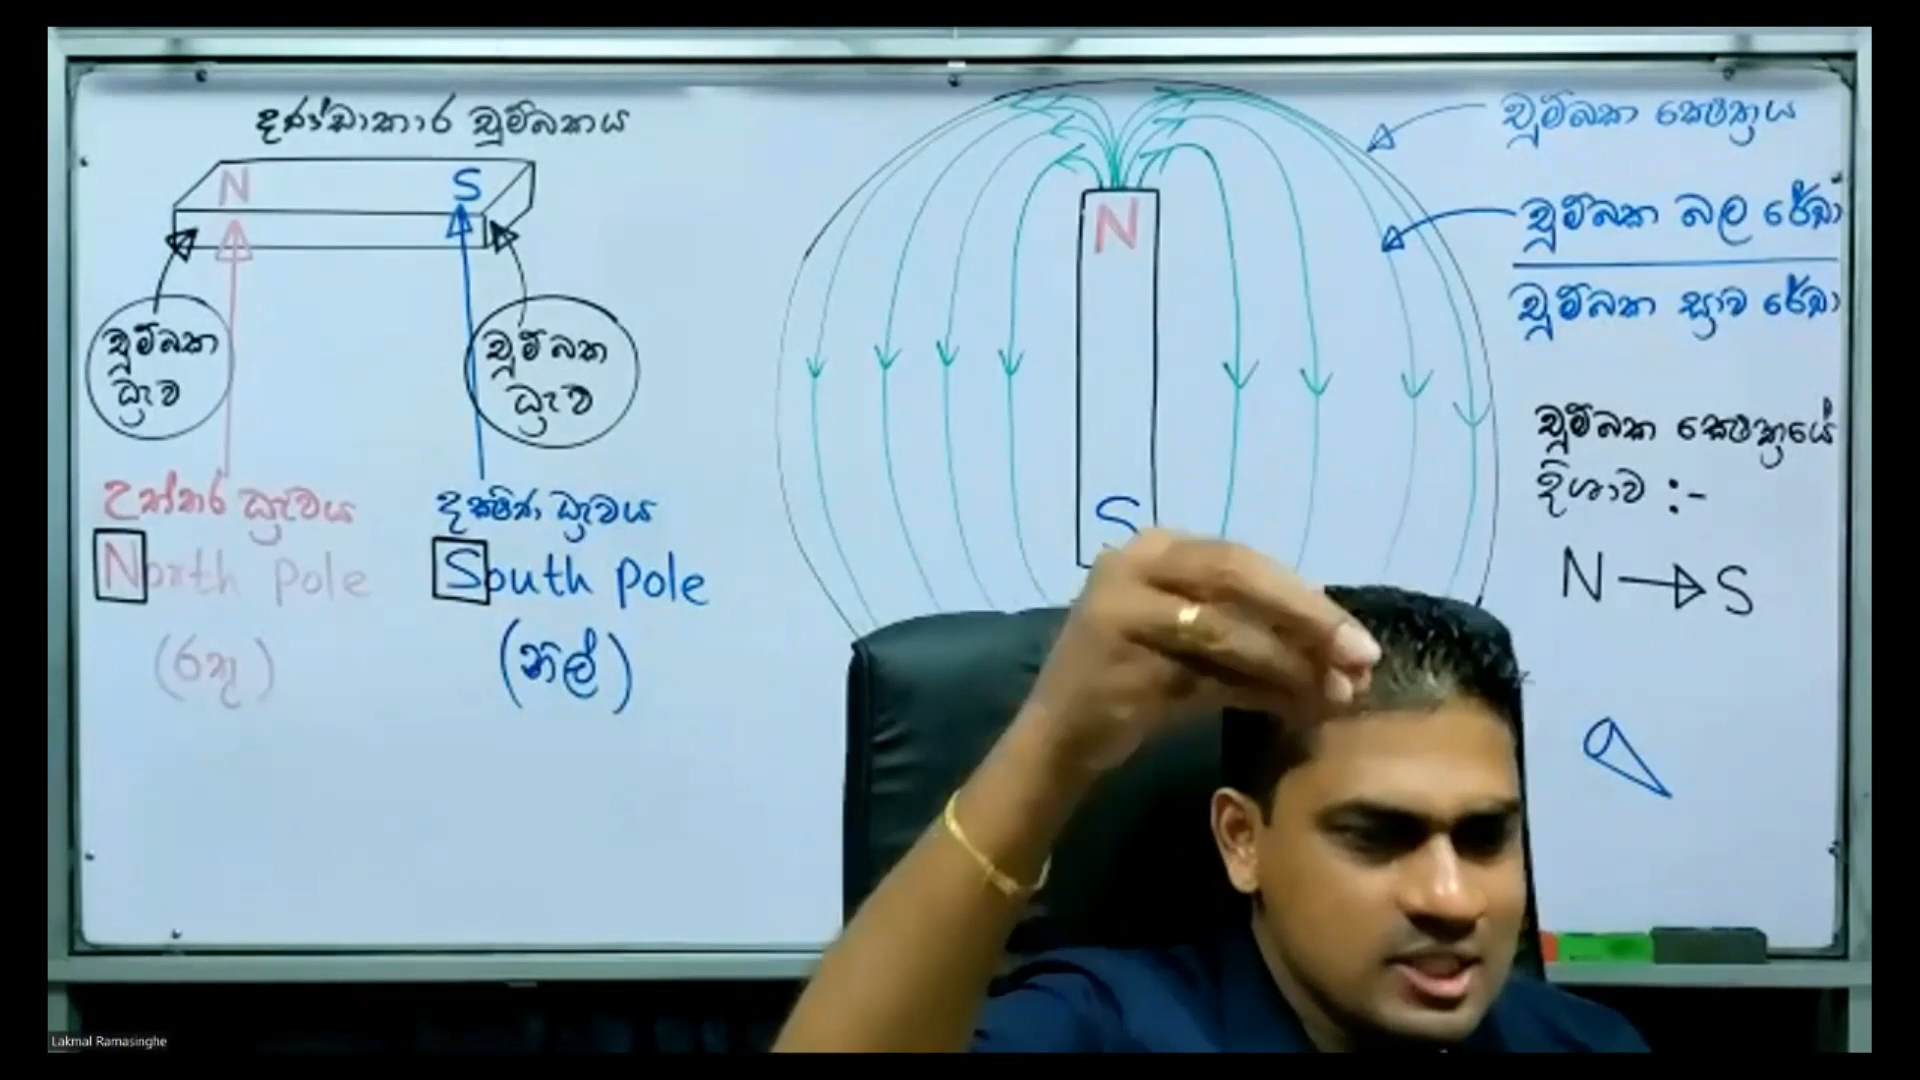 දණ්ඩාකාර චුම්බකය
N S
චුම්බක
ධ්‍රැව
චුම්බක
ධ්‍රැව
උත්තර ධ්‍රැවය
North Pole
(රතු)
දක්ෂිණ ධ්‍රැවය
South pole
(නිල්)
N
S
චුම්බක ක්ෂේත්‍රය
චුම්බක බල රේඛා
චුම්බක ස්‍රාව රේඛා
චුම්බක ක්ෂේත්‍රයේ
දිශාව :-
N → S
Lakmal Ramasinghe